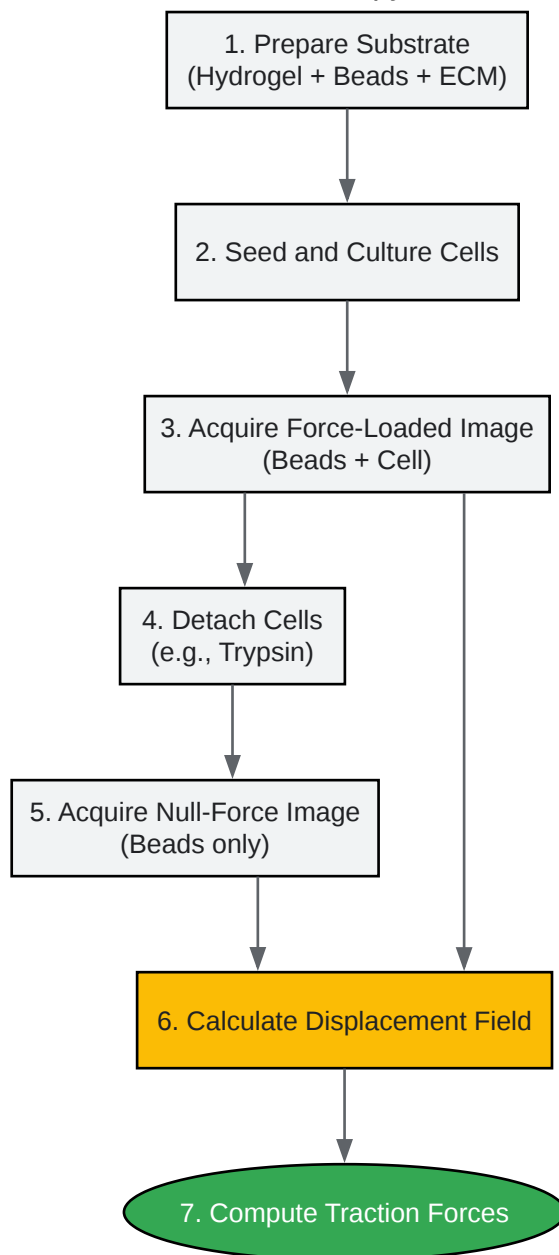 1. Prepare Substrate
(Hydrogel + Beads + ECM)
2. Seed and Culture Cells
3. Acquire Force-Loaded Image
(Beads + Cell)
4. Detach Cells
(e.g., Trypsin)
5. Acquire Null-Force Image
(Beads only)
6. Calculate Displacement Field
7. Compute Traction Forces